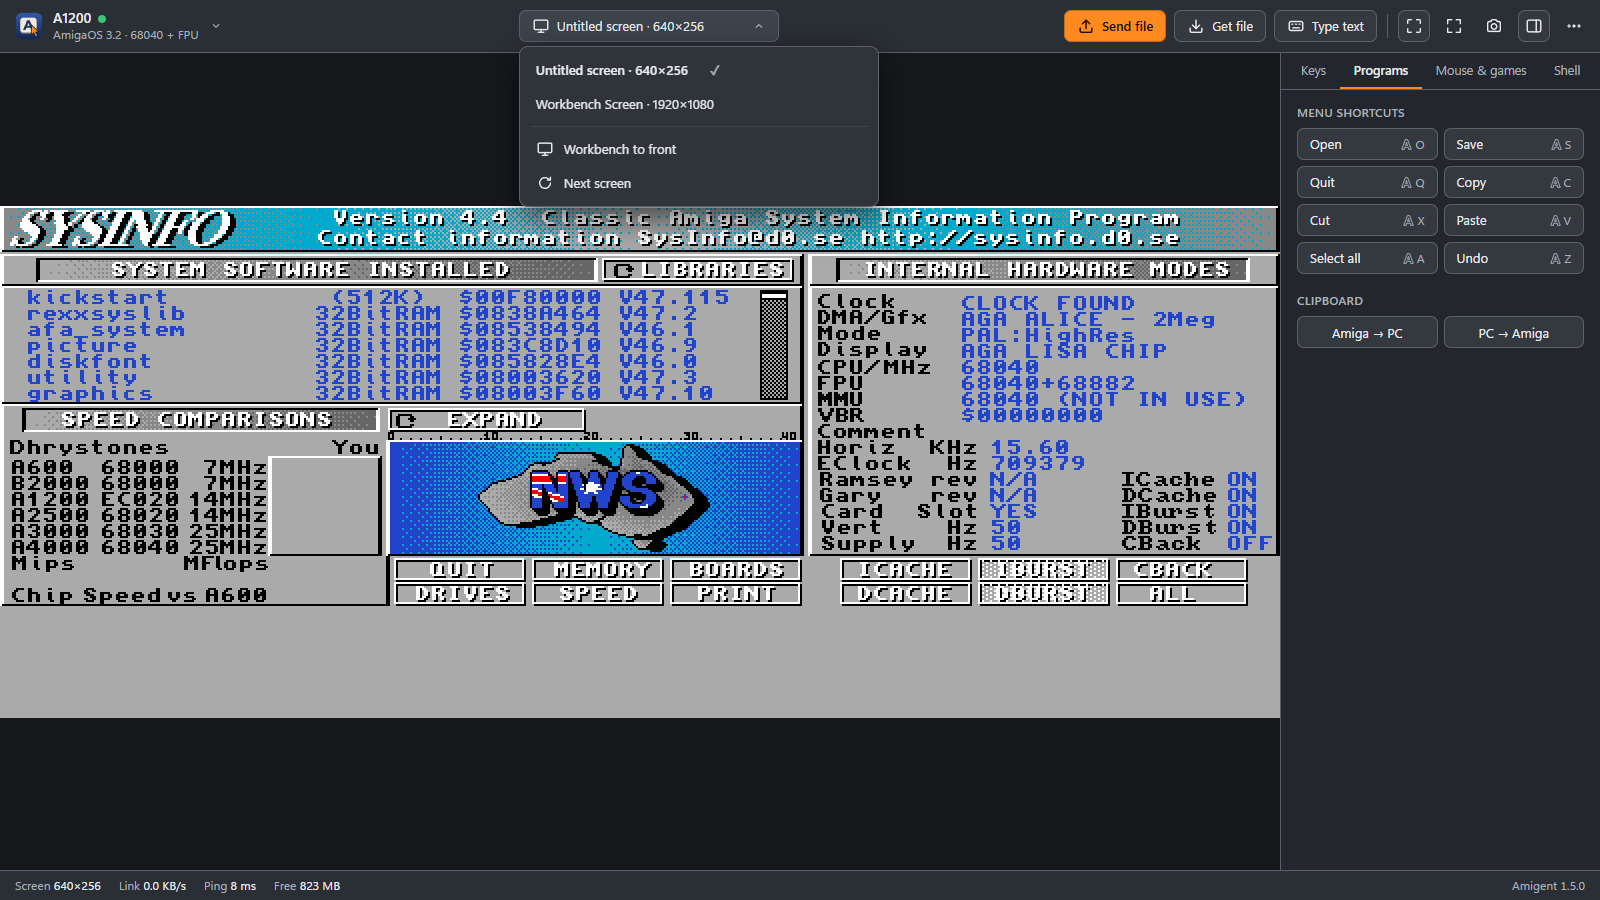 A1200
AmigaOS 3.2 · 68040 + FPU
Untitled screen · 640×256
Send file
Get file
Type text
Untitled screen · 640×256 ✓
Workbench Screen · 1920×1080
Workbench to front
Next screen
Keys Programs Mouse & games Shell
MENU SHORTCUTS
Open A O
Save A S
Quit A Q
Copy A C
Cut A X
Paste A V
Select all A A
Undo A Z
CLIPBOARD
Amiga → PC
PC → Amiga
SYSINFO
Version 4.4 Classic Amiga System Information Program
Contact information SysInfo@d0.se http://sysinfo.d0.se
SYSTEM SOFTWARE INSTALLED
LIBRARIES
kickstart (512K) $00F80000 V47.115
rexxsyslib 32BitRAM $0838A464 V47.2
afa_system 32BitRAM $08538494 V46.1
picture 32BitRAM $083C8D10 V46.9
diskfont 32BitRAM $085828E4 V46.0
utility 32BitRAM $08003620 V47.3
graphics 32BitRAM $08003F60 V47.10
INTERNAL HARDWARE MODES
Clock CLOCK FOUND
DMA/Gfx AGA ALICE - 2Meg
Mode PAL:HighRes
Display AGA LISA CHIP
CPU/MHz 68040
FPU 68040+68882
MMU 68040 (NOT IN USE)
VBR $00000000
Comment
Horiz KHz 15.60
EClock Hz 709379
Ramsey rev N/A ICache ON
Gary rev N/A DCache ON
Card Slot YES IBurst ON
Vert Hz 50 DBurst ON
Supply Hz 50 CBack OFF
SPEED COMPARISONS
EXPAND
0 10 20 30 40
Dhrystones You
A600 68000 7MHz
B2000 68000 7MHz
A1200 EC020 14MHz
A2500 68020 14MHz
A3000 68030 25MHz
A4000 68040 25MHz
Mips MFlops
Chip Speed vs A600
NWS
QUIT MEMORY BOARDS
DRIVES SPEED PRINT
ICACHE IBURST CBACK
DCACHE DBURST ALL
Screen 640×256 Link 0.0 KB/s Ping 8 ms Free 823 MB
Amigent 1.5.0